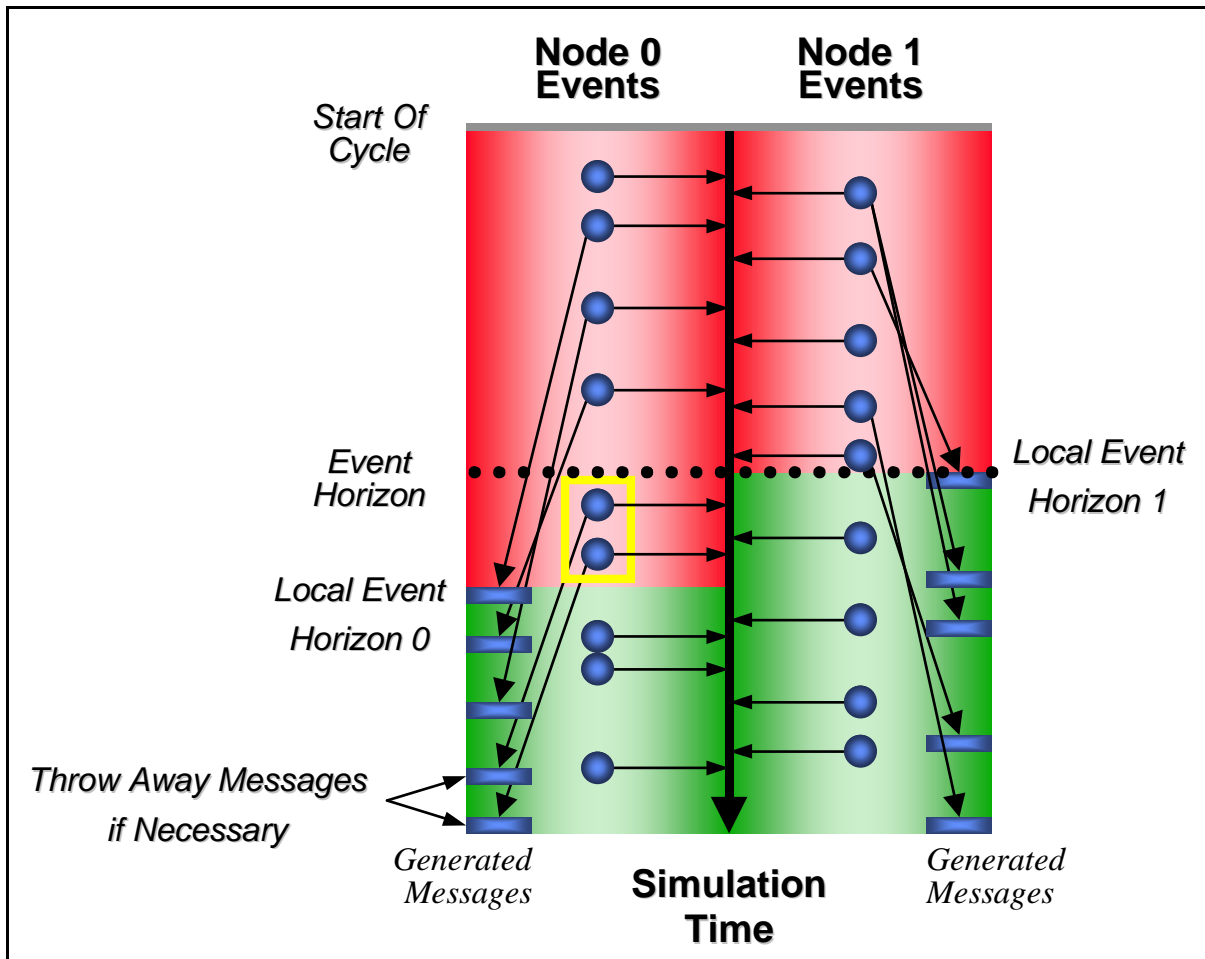 Node 0
Events
Node 1
Events
Start Of
Cycle
Event
Horizon
Local Event
Horizon 1
Local Event
Horizon 0
Throw Away Messages
if Necessary
Generated
Messages
Simulation
Time
Generated
Messages